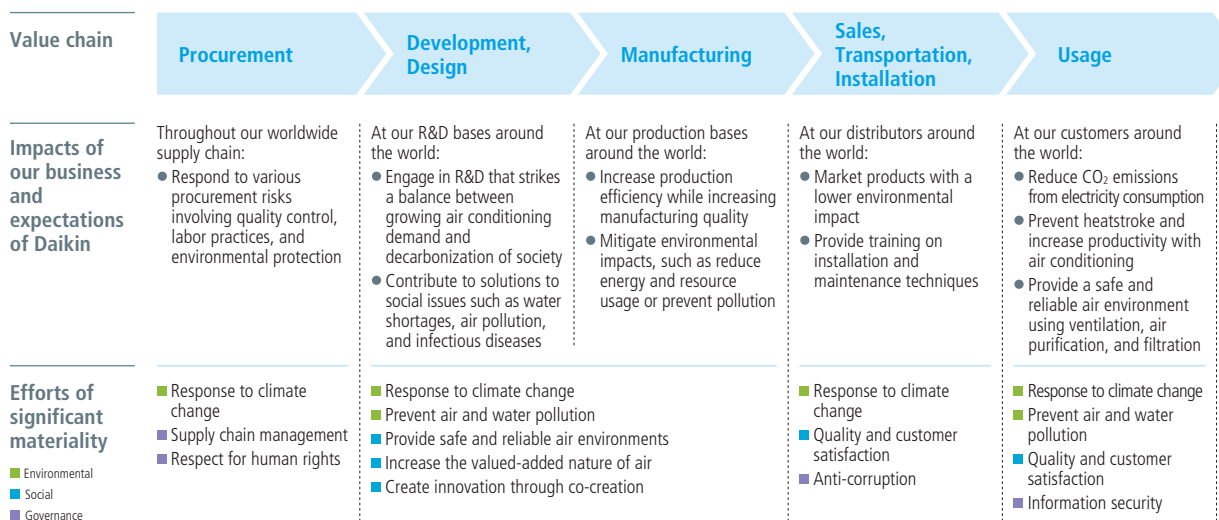 Value chain
Procurement
Development,
Design
Manufacturing
Sales,
Transportation,
Installation
Usage
Impacts of
our business
and
expectations
of Daikin
Throughout our worldwide
supply chain:
● Respond to various
procurement risks
involving quality control,
labor practices, and
environmental protection
At our R&D bases around
the world:
● Engage in R&D that strikes
a balance between
growing air conditioning
demand and
decarbonization of society
● Contribute to solutions to
social issues such as water
shortages, air pollution,
and infectious diseases
At our production bases
around the world:
● Increase production
efficiency while increasing
manufacturing quality
● Mitigate environmental
impacts, such as reduce
energy and resource
usage or prevent pollution
At our distributors around
the world:
● Market products with a
lower environmental
impact
● Provide training on
installation and
maintenance techniques
At our customers around
the world:
● Reduce CO₂ emissions
from electricity consumption
● Prevent heatstroke and
increase productivity with
air conditioning
● Provide a safe and
reliable air environment
using ventilation, air
purification, and filtration
Efforts of
significant
materiality
■ Environmental
■ Social
■ Governance
■ Response to climate
change
■ Supply chain management
■ Respect for human rights
■ Response to climate change
■ Prevent air and water pollution
■ Provide safe and reliable air environments
■ Increase the valued-added nature of air
■ Create innovation through co-creation
■ Response to climate
change
■ Quality and customer
satisfaction
■ Anti-corruption
■ Response to climate change
■ Prevent air and water
pollution
■ Quality and customer
satisfaction
■ Information security